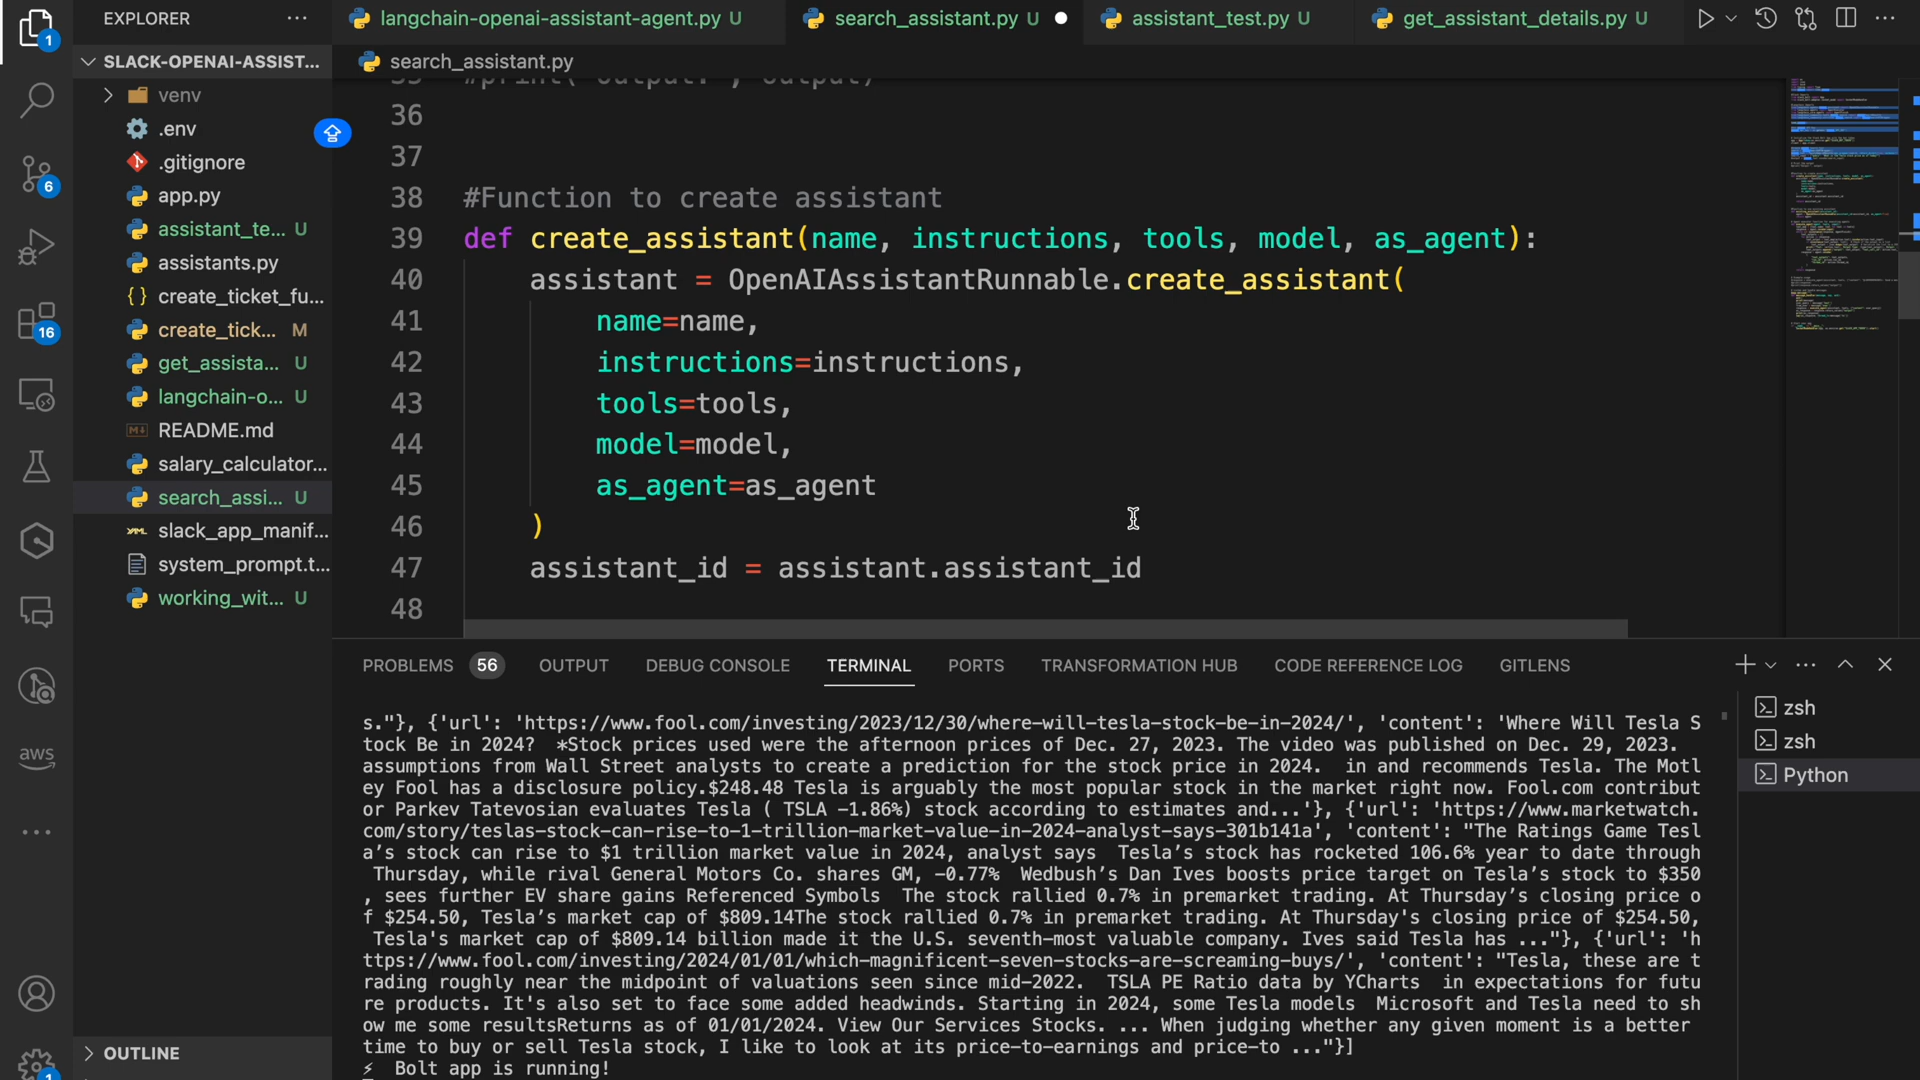 EXPLORER
langchain-openai-assistant-agent.py U
search_assistant.py U
assistant_test.py U
get_assistant_details.py U
1
SLACK-OPENAI-ASSIST...
search_assistant.py
venv
.env
.gitignore
app.py
assistant_te... U
assistants.py
create_ticket_fu...
create_tick... M
get_assista... U
langchain-o... U
README.md
salary_calculator...
search_assi... U
slack_app_manif...
system_prompt.t...
working_wit... U
OUTLINE
6
16
aws
1
35 #print( output: , output)
36
37
38 #Function to create assistant
39 def create_assistant(name, instructions, tools, model, as_agent):
40 assistant = OpenAIAssistantRunnable.create_assistant(
41 name=name,
42 instructions=instructions,
43 tools=tools,
44 model=model,
45 as_agent=as_agent
46 )
47 assistant_id = assistant.assistant_id
48
PROBLEMS 56 OUTPUT DEBUG CONSOLE TERMINAL PORTS TRANSFORMATION HUB CODE REFERENCE LOG GITLENS
zsh
zsh
Python
s."}, {'url': 'https://www.fool.com/investing/2023/12/30/where-will-tesla-stock-be-in-2024/', 'content': 'Where Will Tesla S
tock Be in 2024?  *Stock prices used were the afternoon prices of Dec. 27, 2023. The video was published on Dec. 29, 2023.
assumptions from Wall Street analysts to create a prediction for the stock price in 2024.  in and recommends Tesla. The Motl
ey Fool has a disclosure policy.$248.48 Tesla is arguably the most popular stock in the market right now. Fool.com contribut
or Parkev Tatevosian evaluates Tesla ( TSLA -1.86%) stock according to estimates and...'}, {'url': 'https://www.marketwatch.
com/story/teslas-stock-can-rise-to-1-trillion-market-value-in-2024-analyst-says-301b141a', 'content': "The Ratings Game Tesl
a’s stock can rise to $1 trillion market value in 2024, analyst says  Tesla’s stock has rocketed 106.6% year to date through
Thursday, while rival General Motors Co. shares GM, -0.77%  Wedbush’s Dan Ives boosts price target on Tesla’s stock to $350
, sees further EV share gains Referenced Symbols  The stock rallied 0.7% in premarket trading. At Thursday’s closing price o
f $254.50, Tesla’s market cap of $809.14The stock rallied 0.7% in premarket trading. At Thursday's closing price of $254.50,
Tesla's market cap of $809.14 billion made it the U.S. seventh-most valuable company. Ives said Tesla has ..."}, {'url': 'h
ttps://www.fool.com/investing/2024/01/01/which-magnificent-seven-stocks-are-screaming-buys/', 'content': "Tesla, these are t
rading roughly near the midpoint of valuations seen since mid-2022.  TSLA PE Ratio data by YCharts  in expectations for futu
re products. It's also set to face some added headwinds. Starting in 2024, some Tesla models  Microsoft and Tesla need to sh
ow me some resultsReturns as of 01/01/2024. View Our Services Stocks. ... When judging whether any given moment is a better
time to buy or sell Tesla stock, I like to look at its price-to-earnings and price-to ..."}]
⚡ Bolt app is running!